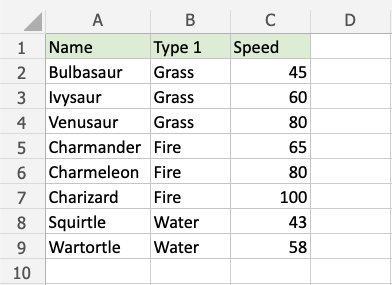 A B C D
1 Name Type 1 Speed
2 Bulbasaur Grass 45
3 Ivysaur Grass 60
4 Venusaur Grass 80
5 Charmander Fire 65
6 Charmeleon Fire 80
7 Charizard Fire 100
8 Squirtle Water 43
9 Wartortle Water 58
10